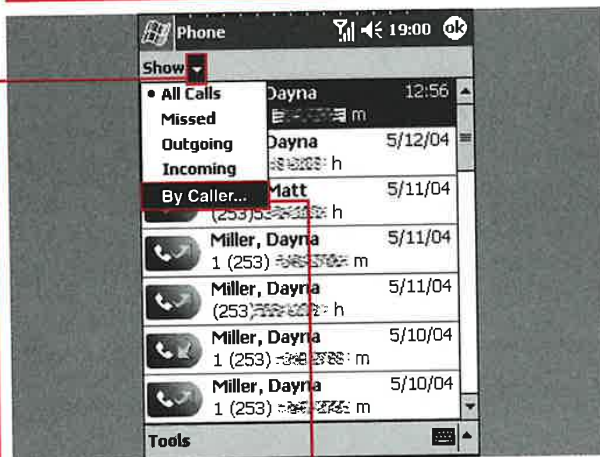 Phone 19:00 ok
Show
• All Calls
Dayna 12:56
Missed
m
Outgoing
Dayna 5/12/04
Incoming
h
By Caller...
Matt 5/11/04
(253) h
Miller, Dayna 5/11/04
1 (253) m
Miller, Dayna 5/11/04
(253) h
Miller, Dayna 5/10/04
1 (253) m
Miller, Dayna 5/10/04
1 (253) m
Tools